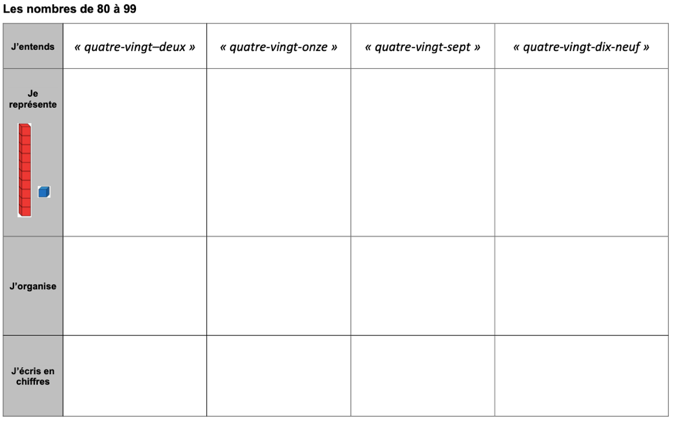 Les nombres de 80 à 99
J'entends
« quatre-vingt–deux »
« quatre-vingt-onze »
« quatre-vingt-sept »
« quatre-vingt-dix-neuf »
Je
représente
J'organise
J'écris en
chiffres